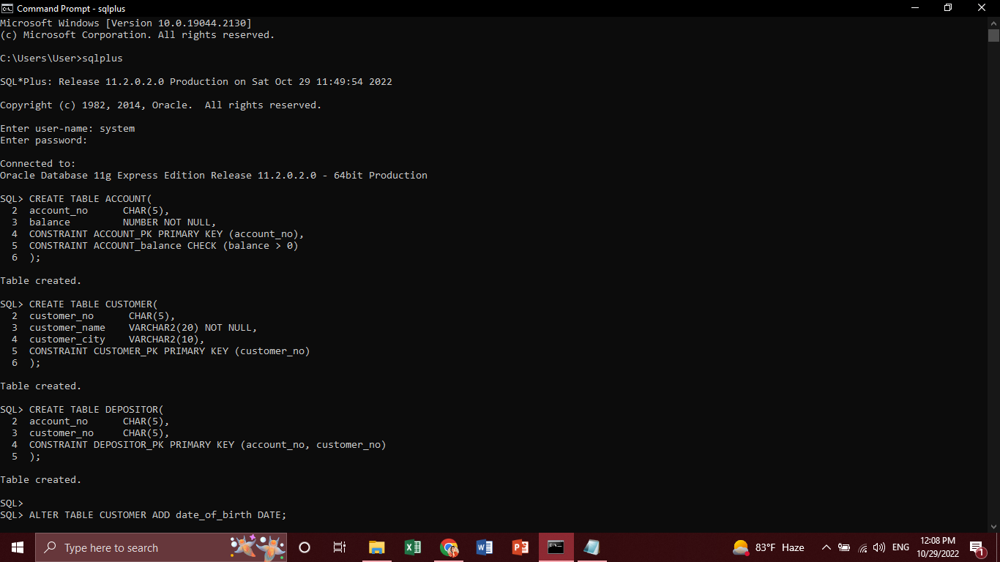 Command Prompt - sqlplus
Microsoft Windows [Version 10.0.19044.2130]
(c) Microsoft Corporation. All rights reserved.
C:\Users\User>sqlplus
SQL*Plus: Release 11.2.0.2.0 Production on Sat Oct 29 11:49:54 2022
Copyright (c) 1982, 2014, Oracle.  All rights reserved.
Enter user-name: system
Enter password:
Connected to:
Oracle Database 11g Express Edition Release 11.2.0.2.0 - 64bit Production
SQL> CREATE TABLE ACCOUNT(
  2  account_no      CHAR(5),
  3  balance         NUMBER NOT NULL,
  4  CONSTRAINT ACCOUNT_PK PRIMARY KEY (account_no),
  5  CONSTRAINT ACCOUNT_balance CHECK (balance > 0)
  6  );
Table created.
SQL> CREATE TABLE CUSTOMER(
  2  customer_no      CHAR(5),
  3  customer_name    VARCHAR2(20) NOT NULL,
  4  customer_city    VARCHAR2(10),
  5  CONSTRAINT CUSTOMER_PK PRIMARY KEY (customer_no)
  6  );
Table created.
SQL> CREATE TABLE DEPOSITOR(
  2  account_no      CHAR(5),
  3  customer_no     CHAR(5),
  4  CONSTRAINT DEPOSITOR_PK PRIMARY KEY (account_no, customer_no)
  5  );
Table created.
SQL>
SQL> ALTER TABLE CUSTOMER ADD date_of_birth DATE;
Type here to search
83°F Haze
ENG
12:08 PM
10/29/2022
1